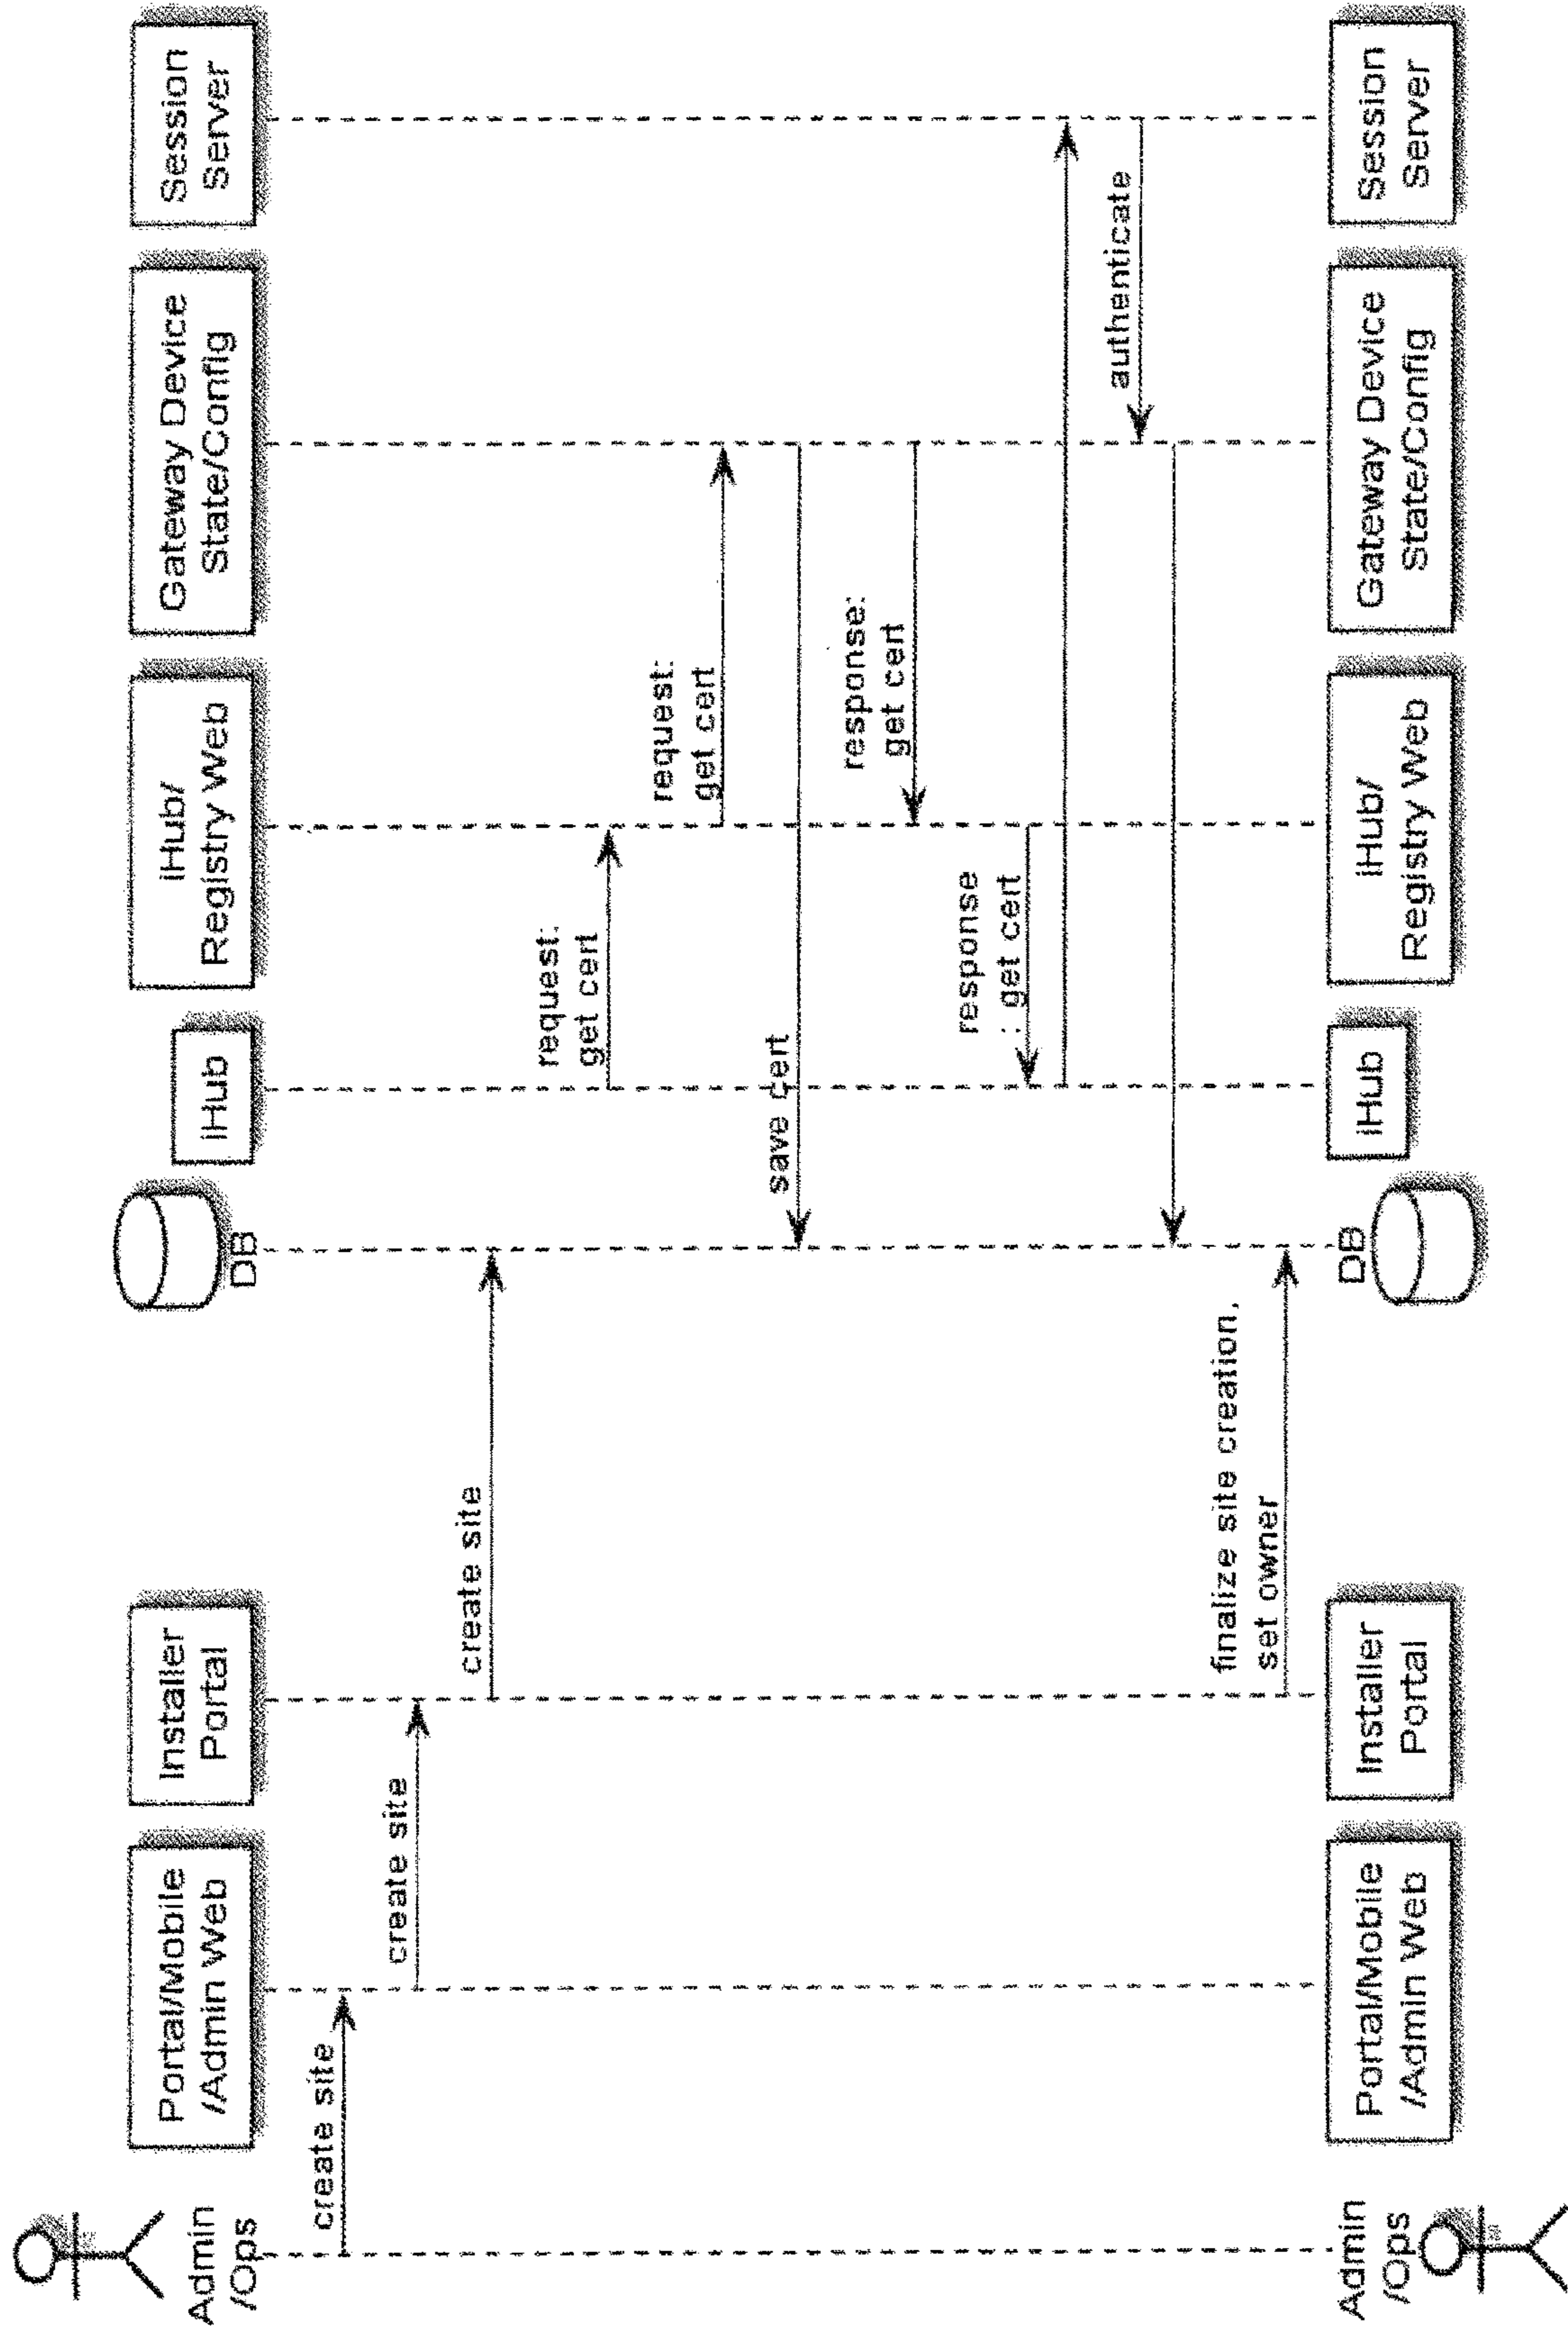 Admin
/Ops
Portal/Mobile
/Admin Web
Installer
Portal
DB
iHub
iHub/
Registry Web
Gateway Device
State/Config
Session
Server
create site
create site
create site
request:
get cert
request:
get cert
save cert
response:
get cert
response
: get cert
authenticate
finalize site creation,
set owner
Admin
/Ops
Portal/Mobile
/Admin Web
Installer
Portal
DB
iHub
iHub/
Registry Web
Gateway Device
State/Config
Session
Server